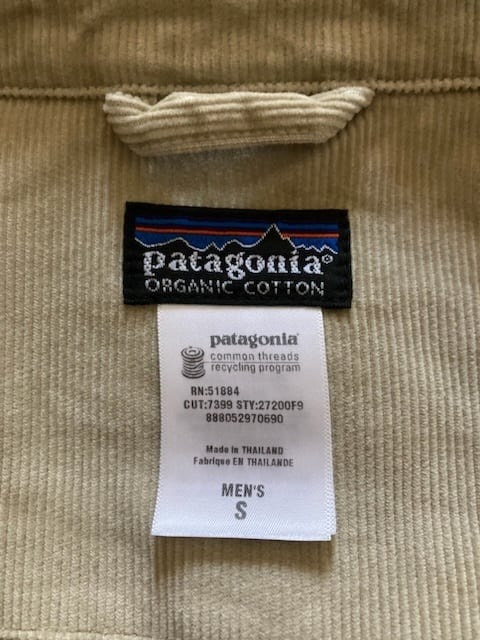 patagonia®
ORGANIC COTTON
patagonia®
common threads
recycling program
RN:51884
CUT:7399 STY:27200F9
888052970690
Made in THAILAND
Fabrique EN THAILANDE
MEN'S
S